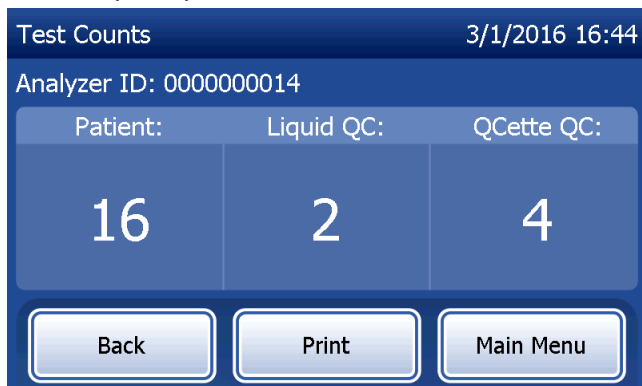 Test Counts 3/1/2016 16:44
Analyzer ID: 0000000014
Patient: Liquid QC: QCette QC:
16 2 4
Back Print Main Menu